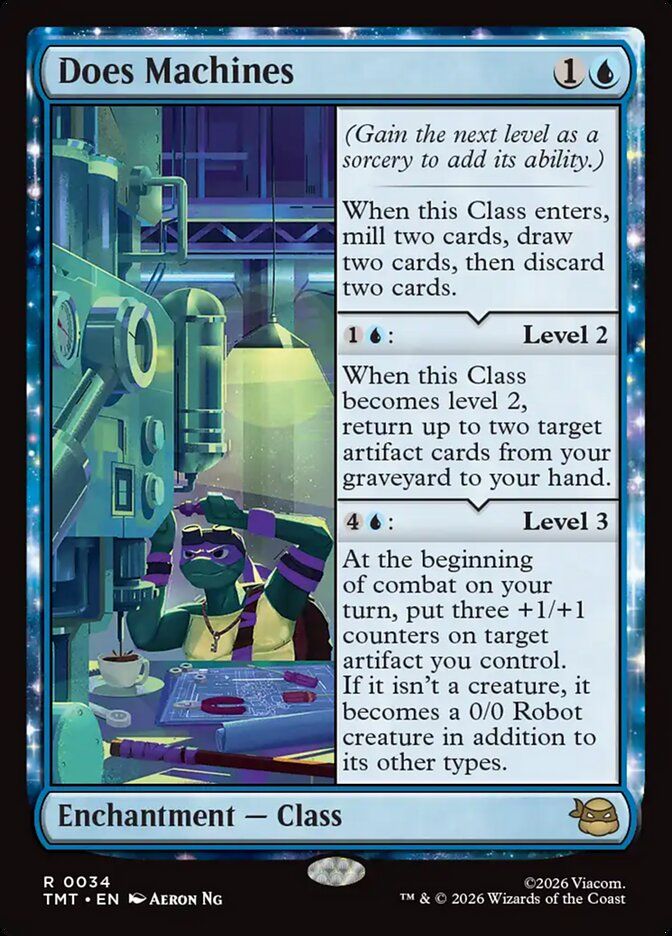 Does Machines 1
(Gain the next level as a
sorcery to add its ability.)
When this Class enters,
mill two cards, draw
two cards, then discard
two cards.
1 : Level 2
When this Class
becomes level 2,
return up to two target
artifact cards from your
graveyard to your hand.
4 : Level 3
At the beginning
of combat on your
turn, put three +1/+1
counters on target
artifact you control.
If it isn't a creature, it
becomes a 0/0 Robot
creature in addition to
its other types.
Enchantment — Class
R 0034
TMT • EN Aeron Ng
©2026 Viacom.
™ & © 2026 Wizards of the Coast